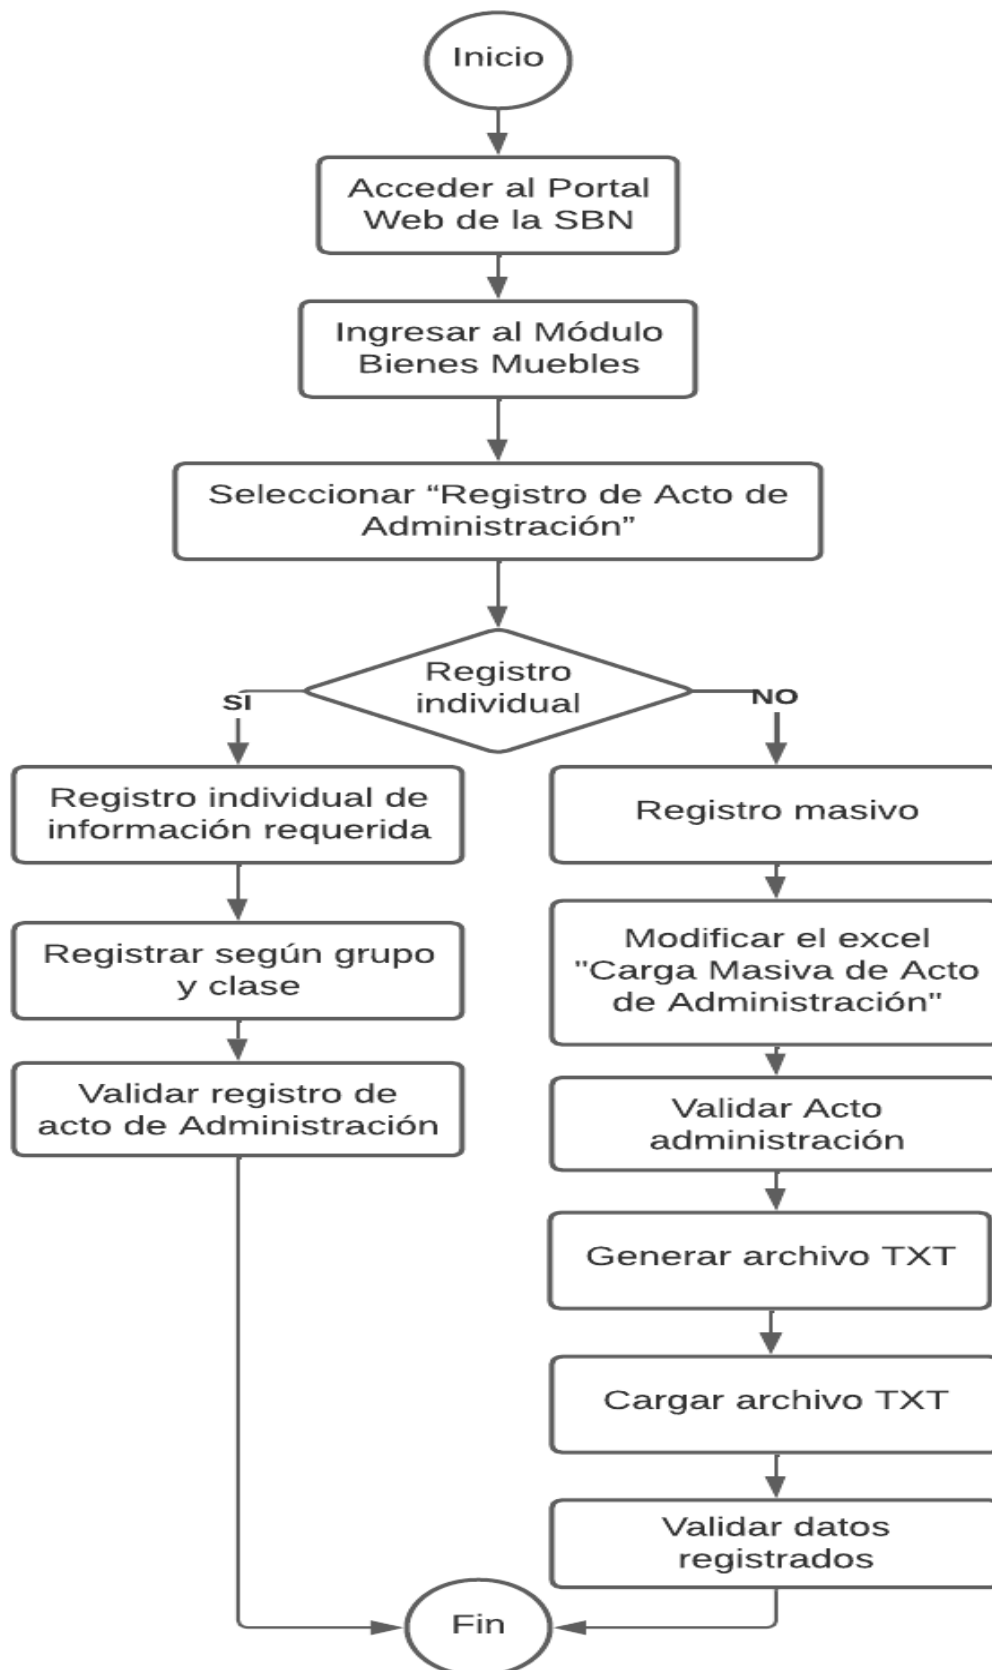 Inicio
Acceder al Portal
Web de la SBN
Ingresar al Módulo
Bienes Muebles
Seleccionar “Registro de Acto de
Administración”
Registro
individual
SI
NO
Registro individual de
información requerida
Registrar según grupo
y clase
Validar registro de
acto de Administración
Registro masivo
Modificar el excel
"Carga Masiva de Acto
de Administración"
Validar Acto
administración
Generar archivo TXT
Cargar archivo TXT
Validar datos
registrados
Fin